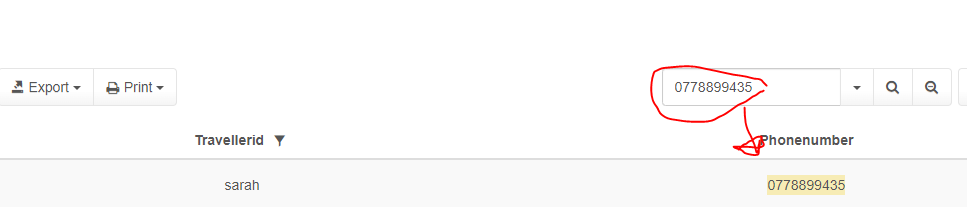 Export Print 0778899435
Travellerid Phonenumber
sarah 0778899435